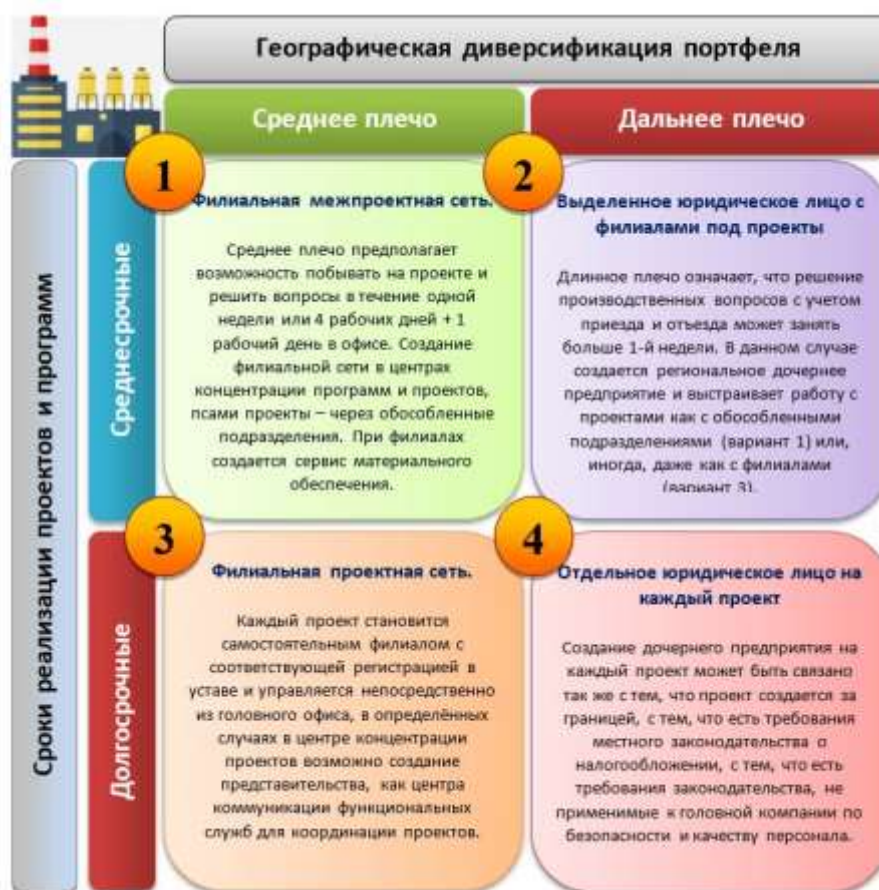 Географическая диверсификация портфеля
Среднее плечо
Дальнее плечо
Сроки реализации проектов и программ
Среднесрочные
1
Филиальная межпроектная сеть.
Среднее плечо предполагает
возможность побывать на проекте и
решить вопросы в течение одной
недели или 4 рабочих дней + 1
рабочий день в офисе. Создание
филиальной сети в центрах
концентрации программ и проектов,
псами проекты – через обособленные
подразделения. При филиалах
создается сервис материального
обеспечения.
2
Выделенное юридическое лицо с
филиалами под проекты
Длинное плечо означает, что решение
производственных вопросов с учетом
приезда и отъезда может занять
больше 1-й недели. В данном случае
создается региональное дочернее
предприятие и выстраивает работу с
проектами как с обособленными
подразделениями (вариант 1) или,
иногда, даже как с филиалами
(вариант 3).
Долгосрочные
3
Филиальная проектная сеть.
Каждый проект становится
самостоятельным филиалом с
соответствующей регистрацией в
уставе и управляется непосредственно
из головного офиса, в определённых
случаях в центре концентрации
проектов возможно создание
представительства, как центра
коммуникации функциональных
служб для координации проектов.
4
Отдельное юридическое лицо на
каждый проект
Создание дочернего предприятия на
каждый проект может быть связано
так же с тем, что проект создается за
границей, с тем, что есть требования
местного законодательства о
налогообложении, с тем, что есть
требования законодательства, не
применимые к головной компании по
безопасности и качеству персонала.